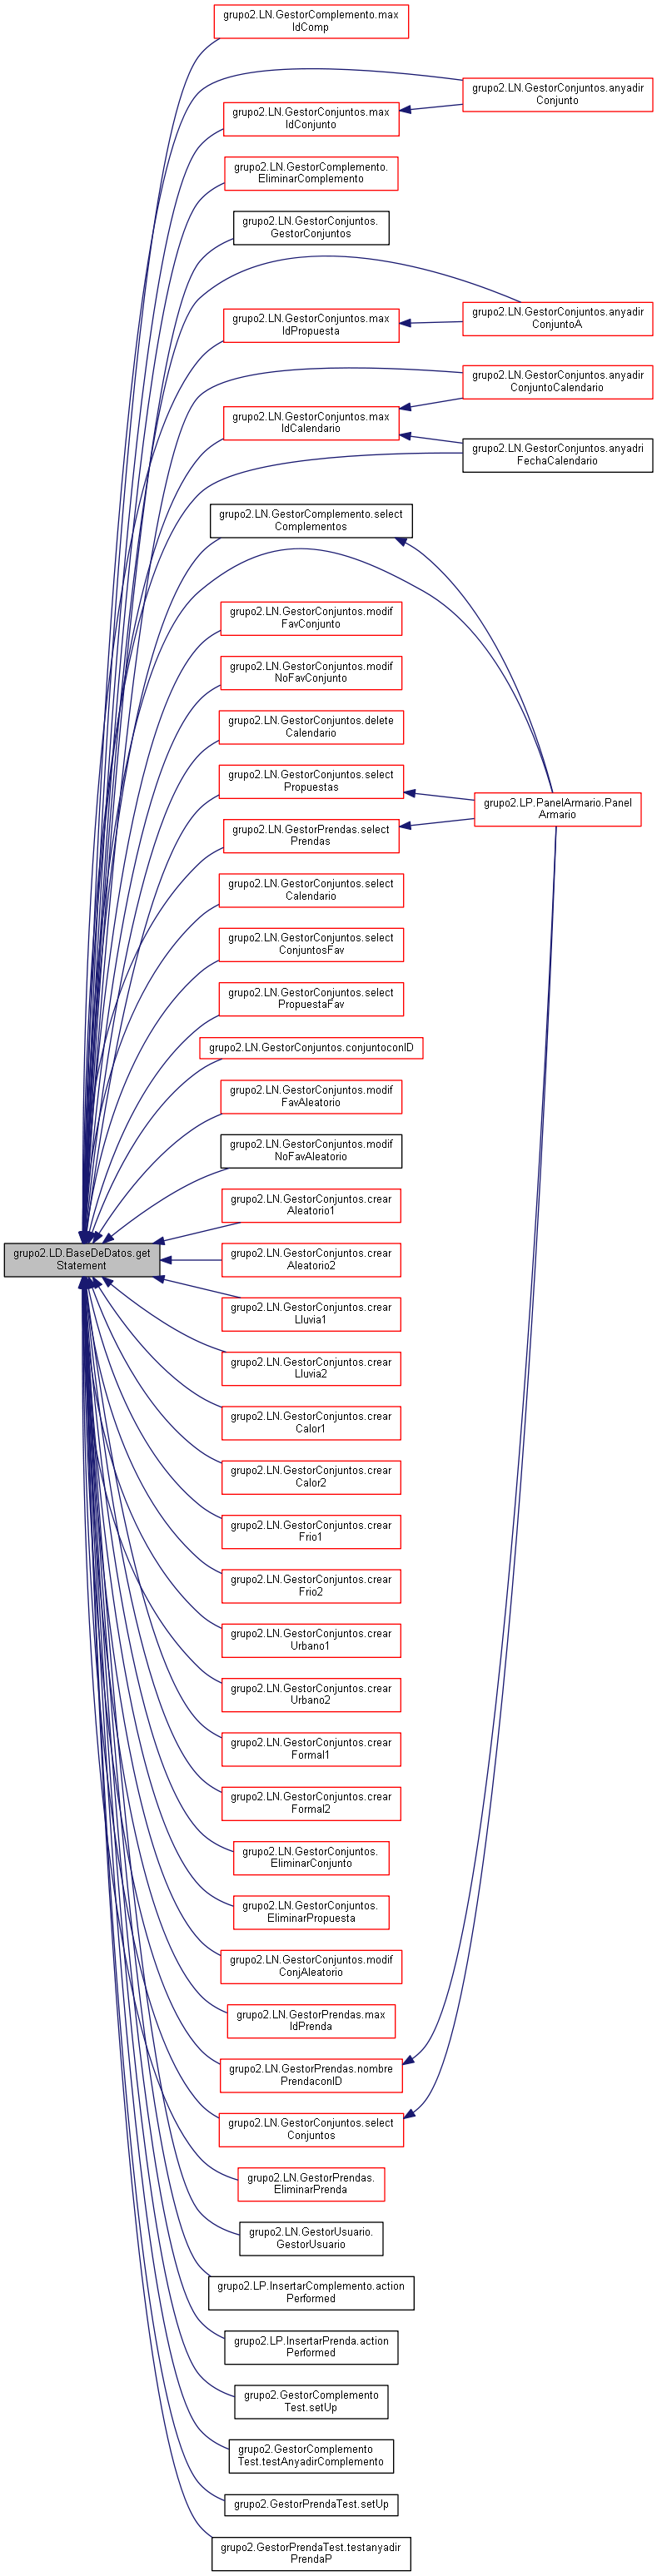 grupo2.LN.GestorComplemento.max
IdComp
grupo2.LN.GestorConjuntos.anyadir
Conjunto
grupo2.LN.GestorConjuntos.max
IdConjunto
grupo2.LN.GestorComplemento.
EliminarComplemento
grupo2.LN.GestorConjuntos.
GestorConjuntos
grupo2.LN.GestorConjuntos.max
IdPropuesta
grupo2.LN.GestorConjuntos.anyadir
ConjuntoA
grupo2.LN.GestorConjuntos.anyadir
ConjuntoCalendario
grupo2.LN.GestorConjuntos.max
IdCalendario
grupo2.LN.GestorConjuntos.anyadri
FechaCalendario
grupo2.LN.GestorComplemento.select
Complementos
grupo2.LN.GestorConjuntos.modif
FavConjunto
grupo2.LN.GestorConjuntos.modif
NoFavConjunto
grupo2.LN.GestorConjuntos.delete
Calendario
grupo2.LN.GestorConjuntos.select
Propuestas
grupo2.LP.PanelArmario.Panel
Armario
grupo2.LN.GestorPrendas.select
Prendas
grupo2.LN.GestorConjuntos.select
Calendario
grupo2.LN.GestorConjuntos.select
ConjuntosFav
grupo2.LN.GestorConjuntos.select
PropuestaFav
grupo2.LN.GestorConjuntos.conjuntoconID
grupo2.LN.GestorConjuntos.modif
FavAleatorio
grupo2.LN.GestorConjuntos.modif
NoFavAleatorio
grupo2.LN.GestorConjuntos.crear
Aleatorio1
grupo2.LD.BaseDeDatos.get
Statement
grupo2.LN.GestorConjuntos.crear
Aleatorio2
grupo2.LN.GestorConjuntos.crear
Lluvia1
grupo2.LN.GestorConjuntos.crear
Lluvia2
grupo2.LN.GestorConjuntos.crear
Calor1
grupo2.LN.GestorConjuntos.crear
Calor2
grupo2.LN.GestorConjuntos.crear
Frio1
grupo2.LN.GestorConjuntos.crear
Frio2
grupo2.LN.GestorConjuntos.crear
Urbano1
grupo2.LN.GestorConjuntos.crear
Urbano2
grupo2.LN.GestorConjuntos.crear
Formal1
grupo2.LN.GestorConjuntos.crear
Formal2
grupo2.LN.GestorConjuntos.
EliminarConjunto
grupo2.LN.GestorConjuntos.
EliminarPropuesta
grupo2.LN.GestorConjuntos.modif
ConjAleatorio
grupo2.LN.GestorPrendas.max
IdPrenda
grupo2.LN.GestorPrendas.nombre
PrendaconID
grupo2.LN.GestorConjuntos.select
Conjuntos
grupo2.LN.GestorPrendas.
EliminarPrenda
grupo2.LN.GestorUsuario.
GestorUsuario
grupo2.LP.InsertarComplemento.action
Performed
grupo2.LP.InsertarPrenda.action
Performed
grupo2.GestorComplemento
Test.setUp
grupo2.GestorComplemento
Test.testAnyadirComplemento
grupo2.GestorPrendaTest.setUp
grupo2.GestorPrendaTest.testanyadir
PrendaP